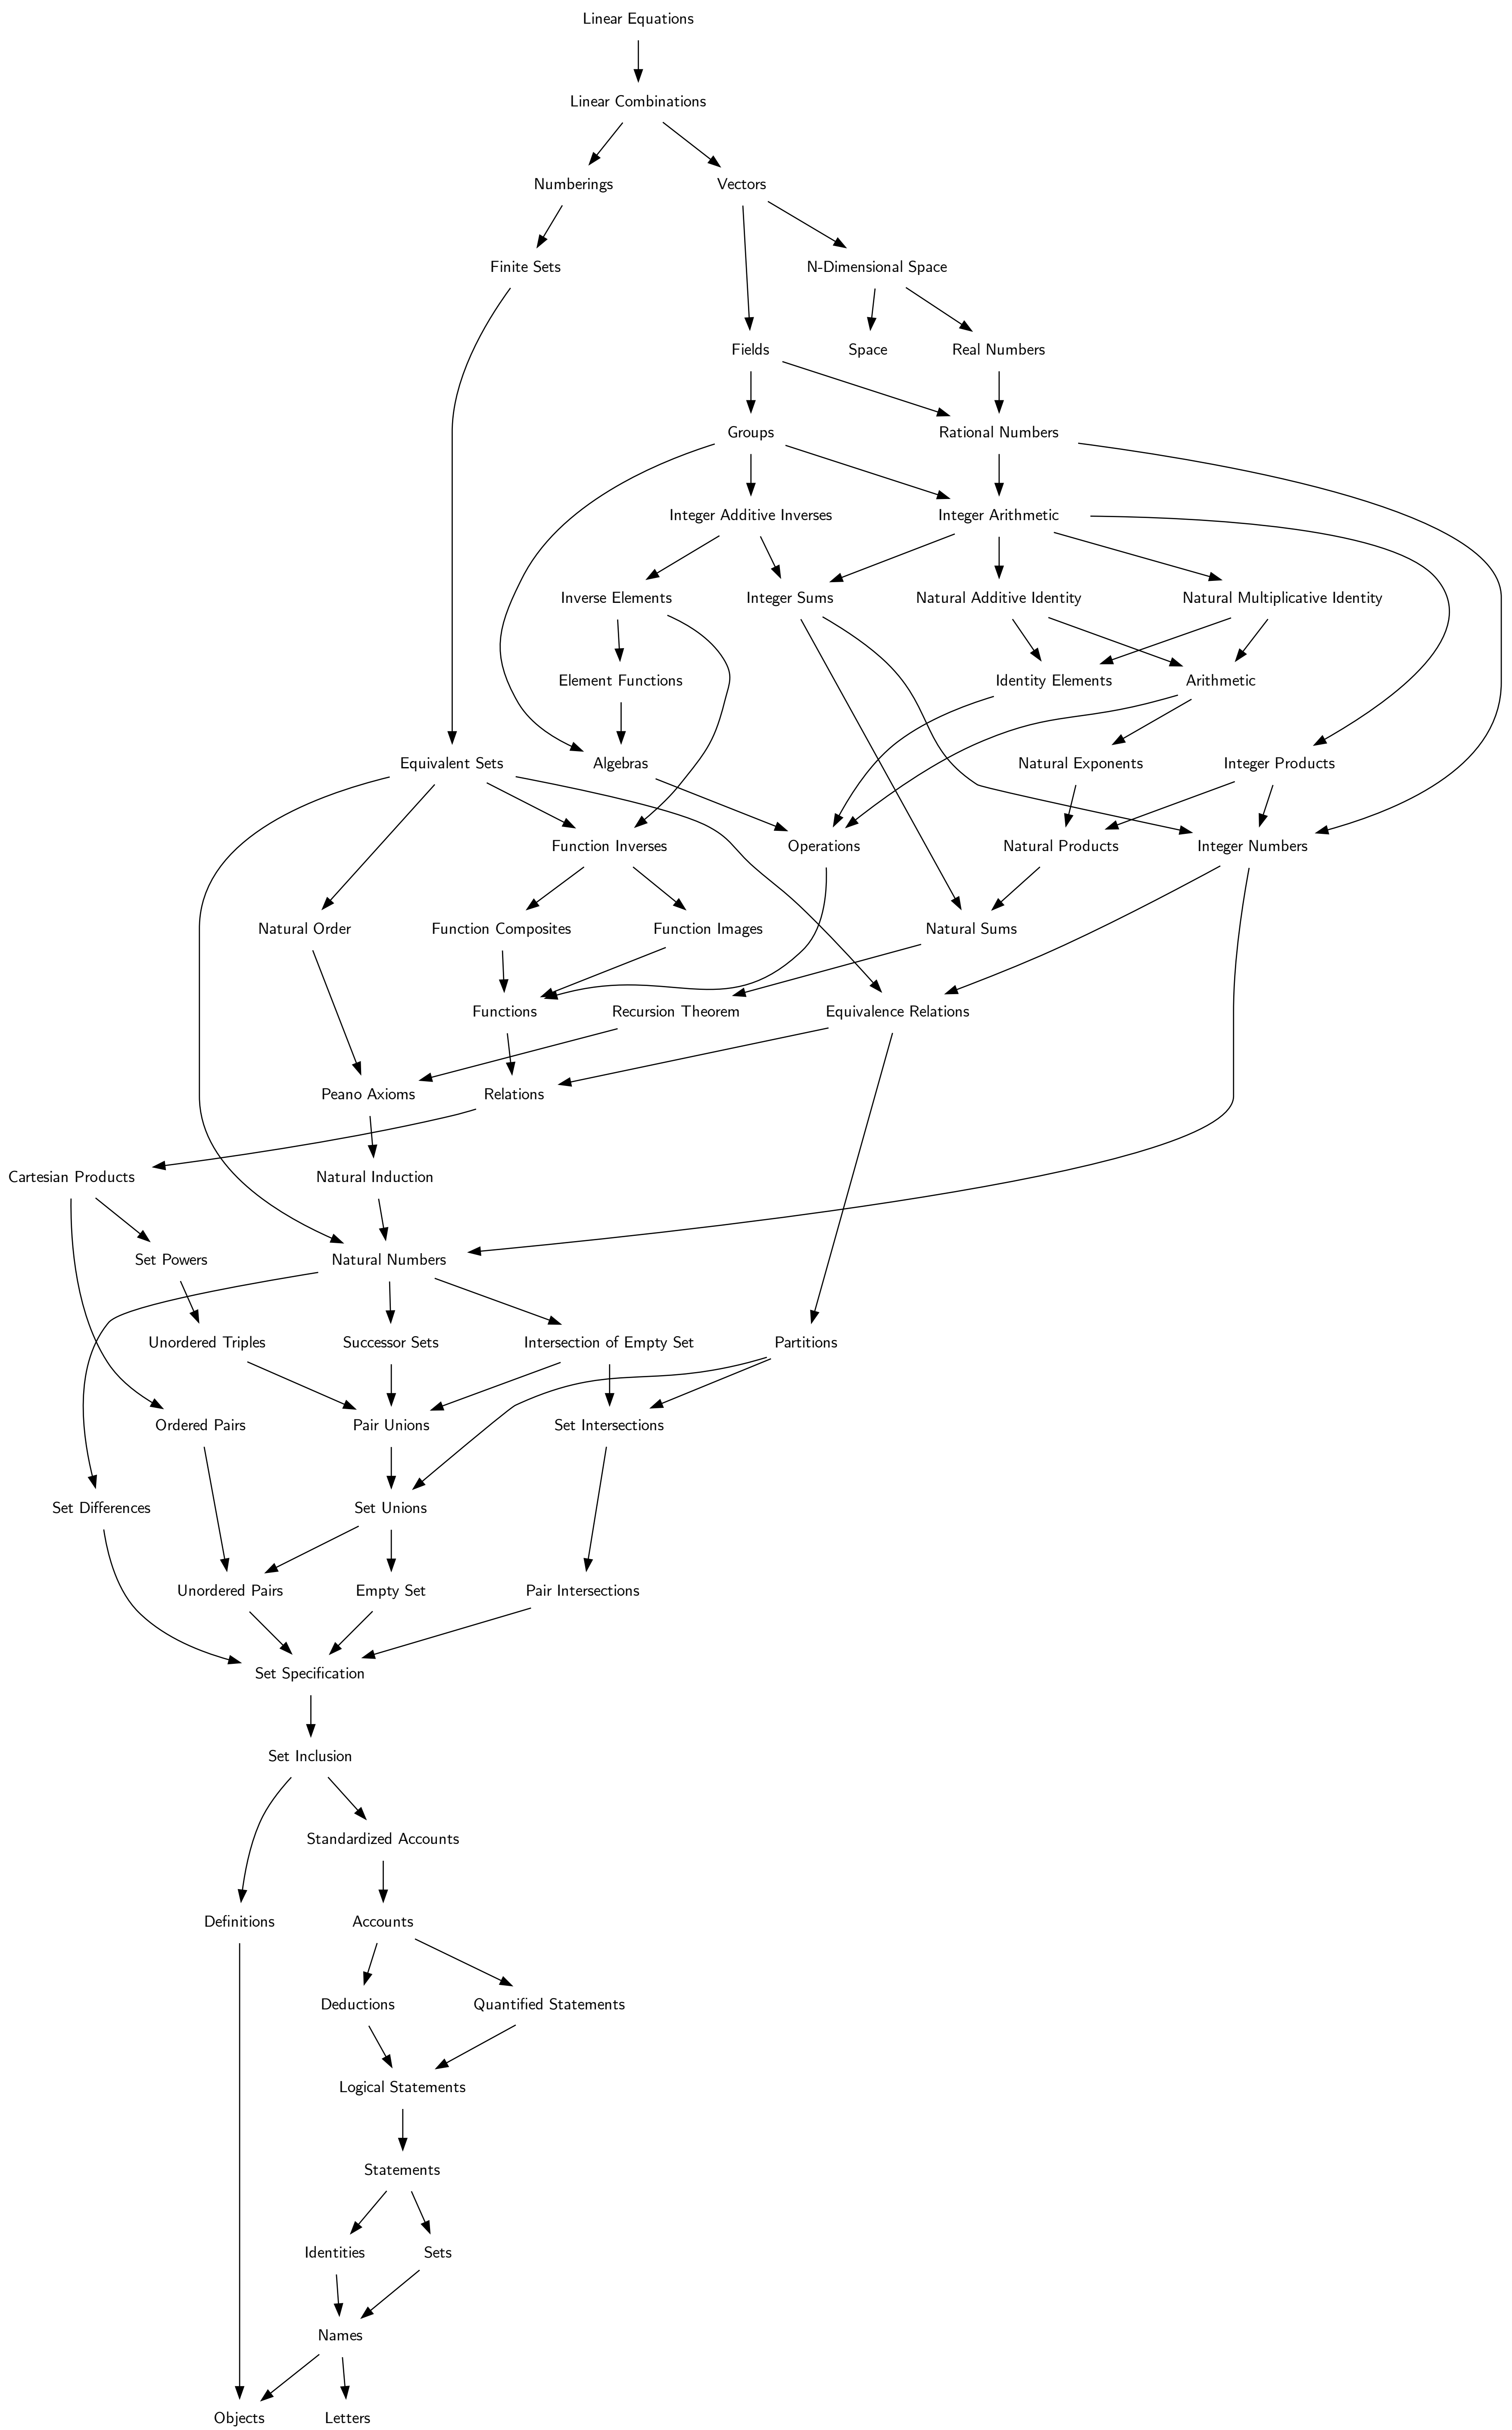 Linear Equations
Linear Combinations
Numberings
Vectors
Finite Sets
N-Dimensional Space
Fields
Space
Real Numbers
Groups
Rational Numbers
Integer Additive Inverses
Integer Arithmetic
Inverse Elements
Integer Sums
Natural Additive Identity
Natural Multiplicative Identity
Element Functions
Identity Elements
Arithmetic
Equivalent Sets
Algebras
Natural Exponents
Integer Products
Function Inverses
Operations
Natural Products
Integer Numbers
Natural Order
Function Composites
Function Images
Natural Sums
Functions
Recursion Theorem
Equivalence Relations
Peano Axioms
Relations
Cartesian Products
Natural Induction
Set Powers
Natural Numbers
Unordered Triples
Successor Sets
Intersection of Empty Set
Partitions
Ordered Pairs
Pair Unions
Set Intersections
Set Differences
Set Unions
Unordered Pairs
Empty Set
Pair Intersections
Set Specification
Set Inclusion
Standardized Accounts
Definitions
Accounts
Deductions
Quantified Statements
Logical Statements
Statements
Identities
Sets
Names
Objects
Letters